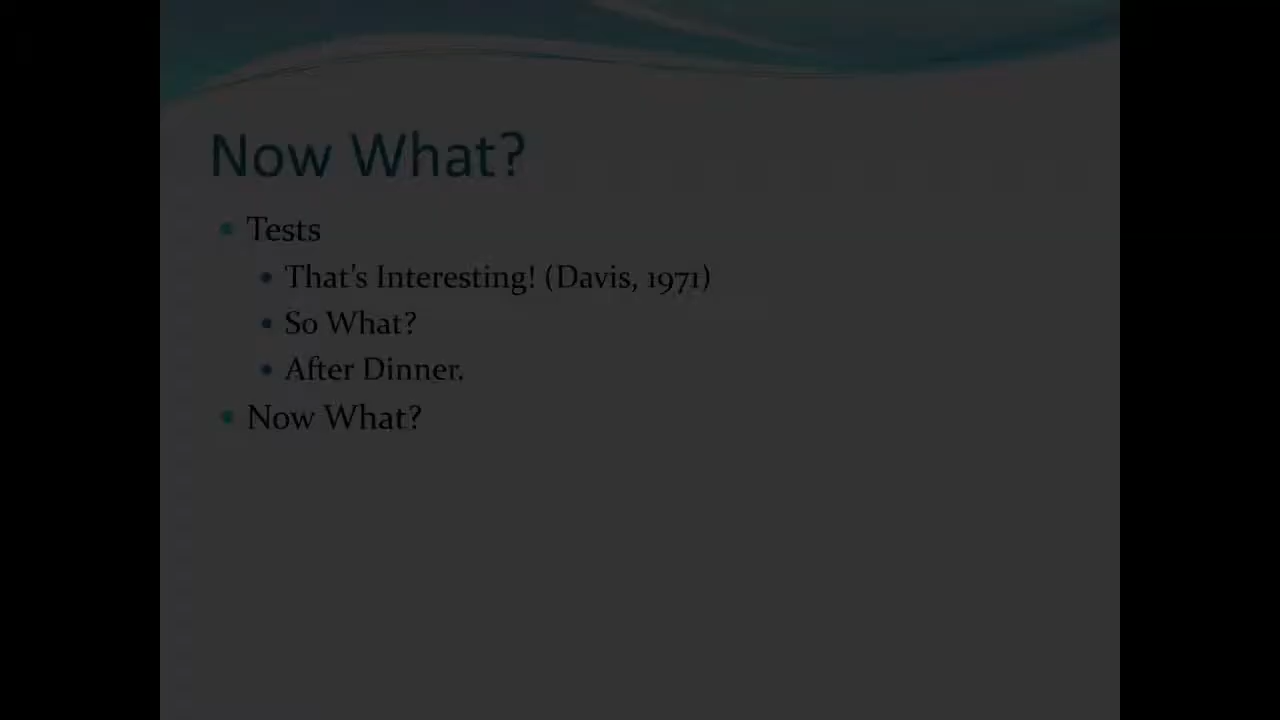 Now What?
Tests
That's Interesting! (Davis, 1971)
So What?
After Dinner.
Now What?